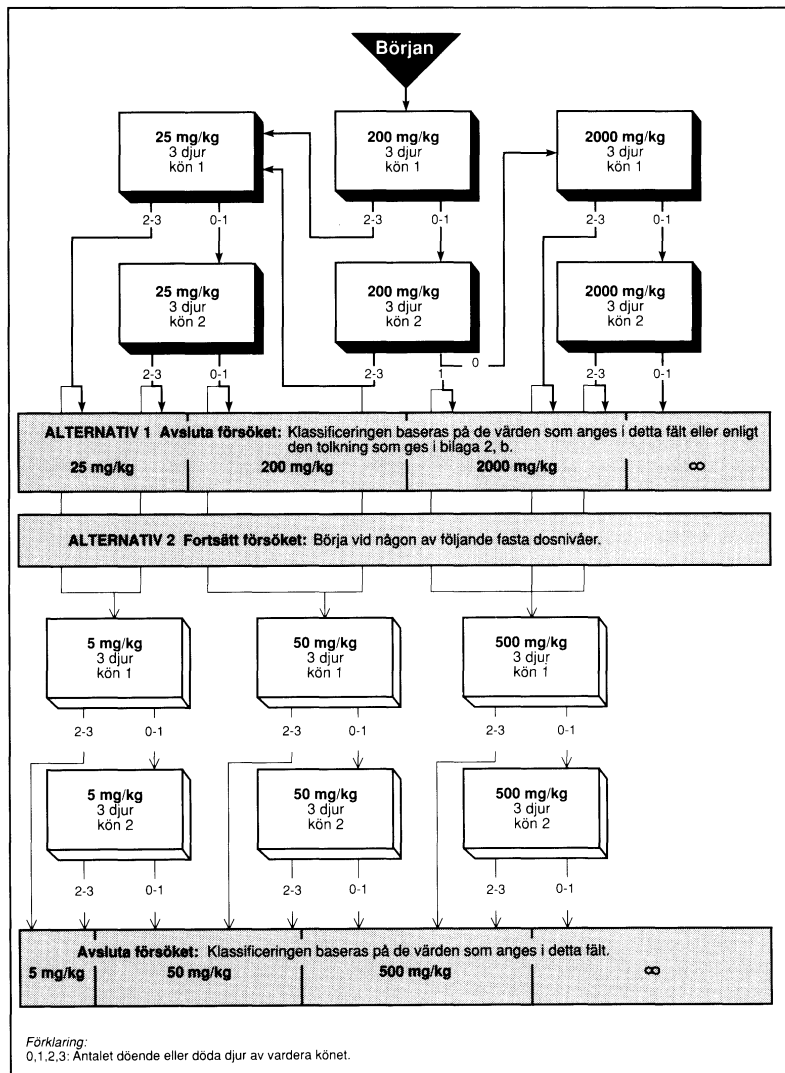 Början
25 mg/kg
3 djur
kön 1
200 mg/kg
3 djur
kön 1
2000 mg/kg
3 djur
kön 1
2-3
0-1
2-3
0-1
2-3
0-1
25 mg/kg
3 djur
kön 2
200 mg/kg
3 djur
kön 2
2000 mg/kg
3 djur
kön 2
2-3
0-1
2-3
1
0
2-3
0-1
ALTERNATIV 1 Avsluta försöket: Klassificeringen baseras på de värden som anges i detta fält eller enligt
den tolkning som ges i bilaga 2, b.
25 mg/kg
200 mg/kg
2000 mg/kg
∞
ALTERNATIV 2 Fortsätt försöket: Börja vid någon av följande fasta dosnivåer.
5 mg/kg
3 djur
kön 1
50 mg/kg
3 djur
kön 1
500 mg/kg
3 djur
kön 1
2-3
0-1
2-3
0-1
2-3
0-1
5 mg/kg
3 djur
kön 2
50 mg/kg
3 djur
kön 2
500 mg/kg
3 djur
kön 2
2-3
0-1
2-3
0-1
2-3
0-1
Avsluta försöket: Klassificeringen baseras på de värden som anges i detta fält.
5 mg/kg
50 mg/kg
500 mg/kg
∞
Förklaring:
0,1,2,3: Antalet döende eller döda djur av vardera könet.